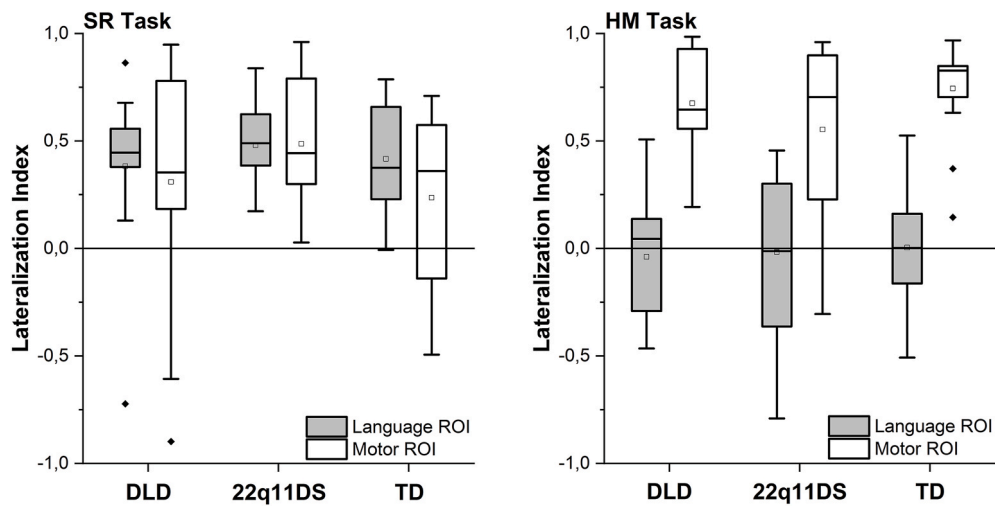 SR Task
Lateralization Index
1,0
0,5
0,0
-0,5
-1,0
Language ROI
Motor ROI
DLD 22q11DS TD
HM Task
Lateralization Index
1,0
0,5
0,0
-0,5
-1,0
Language ROI
Motor ROI
DLD 22q11DS TD